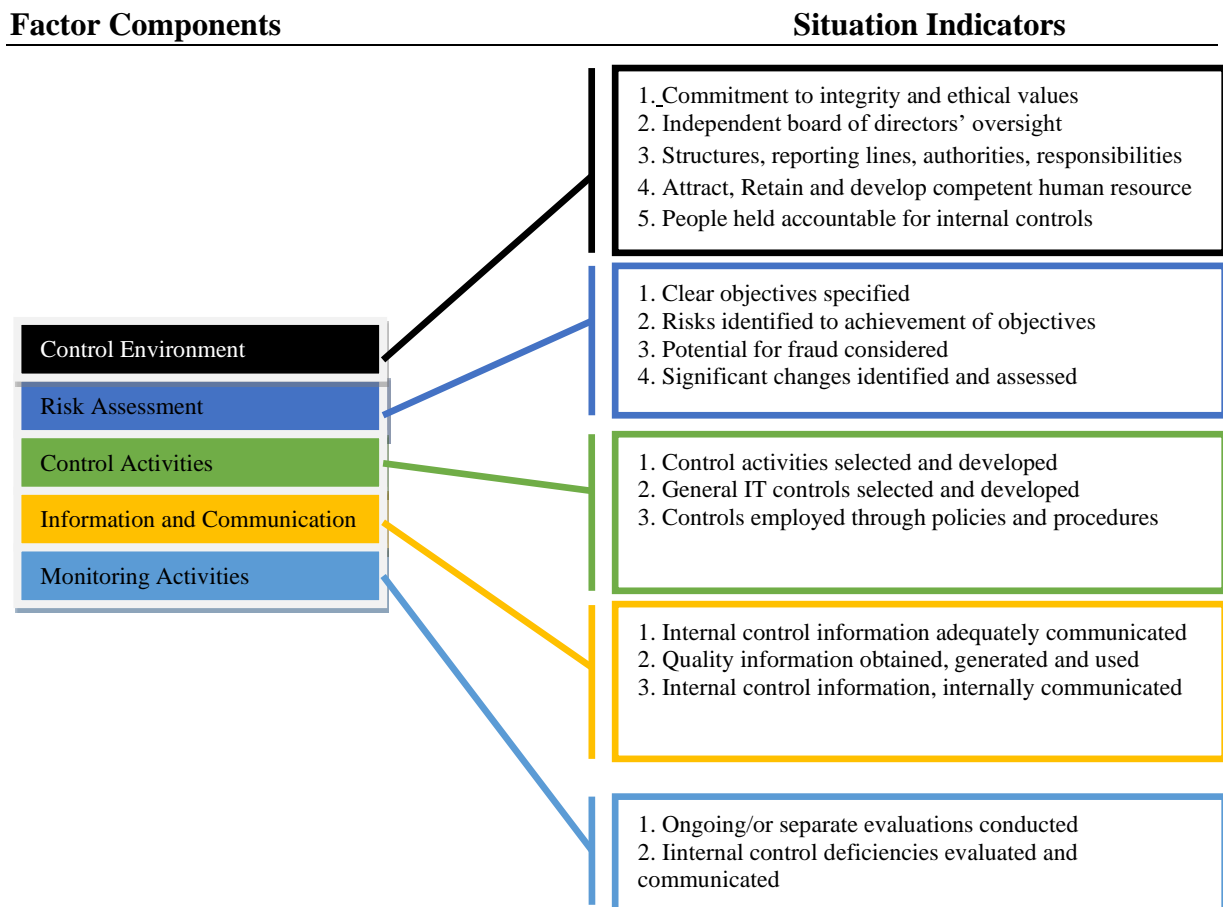 Factor Components
Situation Indicators
1. Commitment to integrity and ethical values
2. Independent board of directors’ oversight
3. Structures, reporting lines, authorities, responsibilities
4. Attract, Retain and develop competent human resource
5. People held accountable for internal controls
Control Environment
Risk Assessment
Control Activities
Information and Communication
Monitoring Activities
1. Clear objectives specified
2. Risks identified to achievement of objectives
3. Potential for fraud considered
4. Significant changes identified and assessed
1. Control activities selected and developed
2. General IT controls selected and developed
3. Controls employed through policies and procedures
1. Internal control information adequately communicated
2. Quality information obtained, generated and used
3. Internal control information, internally communicated
1. Ongoing/or separate evaluations conducted
2. Iinternal control deficiencies evaluated and
communicated